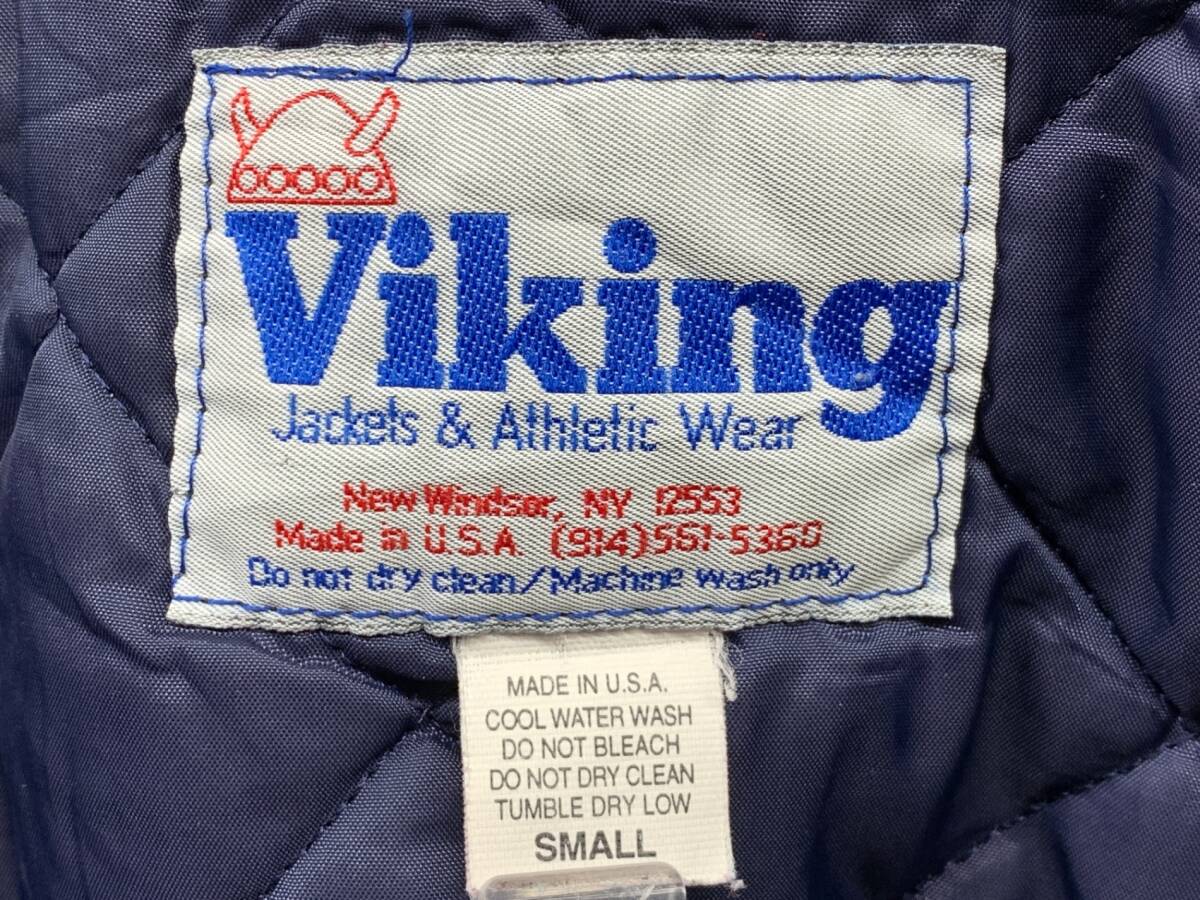 Viking
Jackets & Athletic Wear
New Windsor, NY 12553
Made in U.S.A. (914)561-5360
Do not dry clean/Machine wash only
MADE IN U.S.A.
COOL WATER WASH
DO NOT BLEACH
DO NOT DRY CLEAN
TUMBLE DRY LOW
SMALL